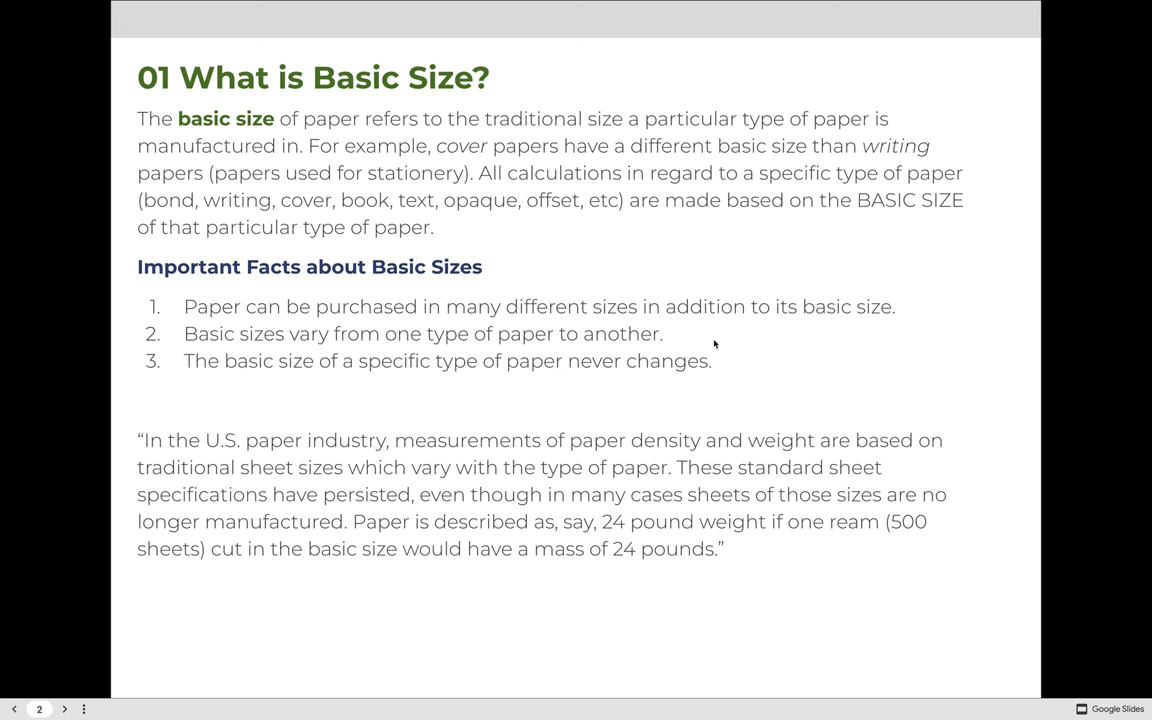 01 What is Basic Size?
The basic size of paper refers to the traditional size a particular type of paper is
manufactured in. For example, cover papers have a different basic size than writing
papers (papers used for stationery). All calculations in regard to a specific type of paper
(bond, writing, cover, book, text, opaque, offset, etc) are made based on the BASIC SIZE
of that particular type of paper.
Important Facts about Basic Sizes
1. Paper can be purchased in many different sizes in addition to its basic size.
2. Basic sizes vary from one type of paper to another.
3. The basic size of a specific type of paper never changes.
“In the U.S. paper industry, measurements of paper density and weight are based on
traditional sheet sizes which vary with the type of paper. These standard sheet
specifications have persisted, even though in many cases sheets of those sizes are no
longer manufactured. Paper is described as, say, 24 pound weight if one ream (500
sheets) cut in the basic size would have a mass of 24 pounds.”
2
Google Slides